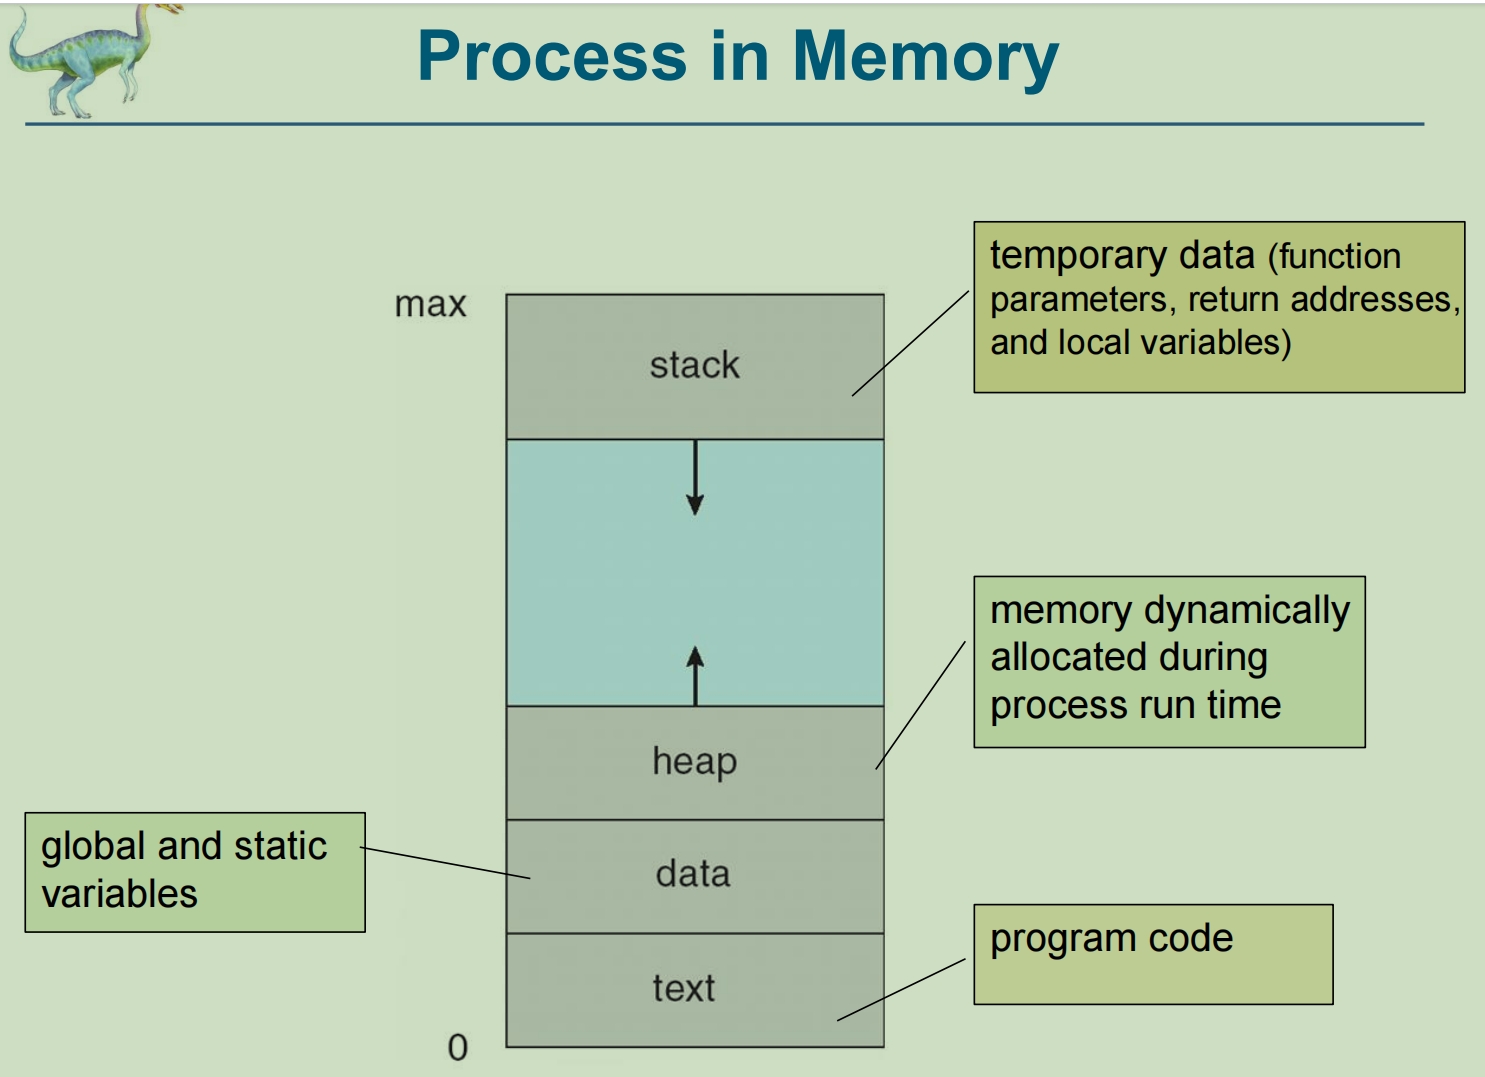 Process in Memory
temporary data (function
parameters, return addresses,
and local variables)
max
stack
memory dynamically
allocated during
process run time
heap
global and static
variables
data
program code
text
0